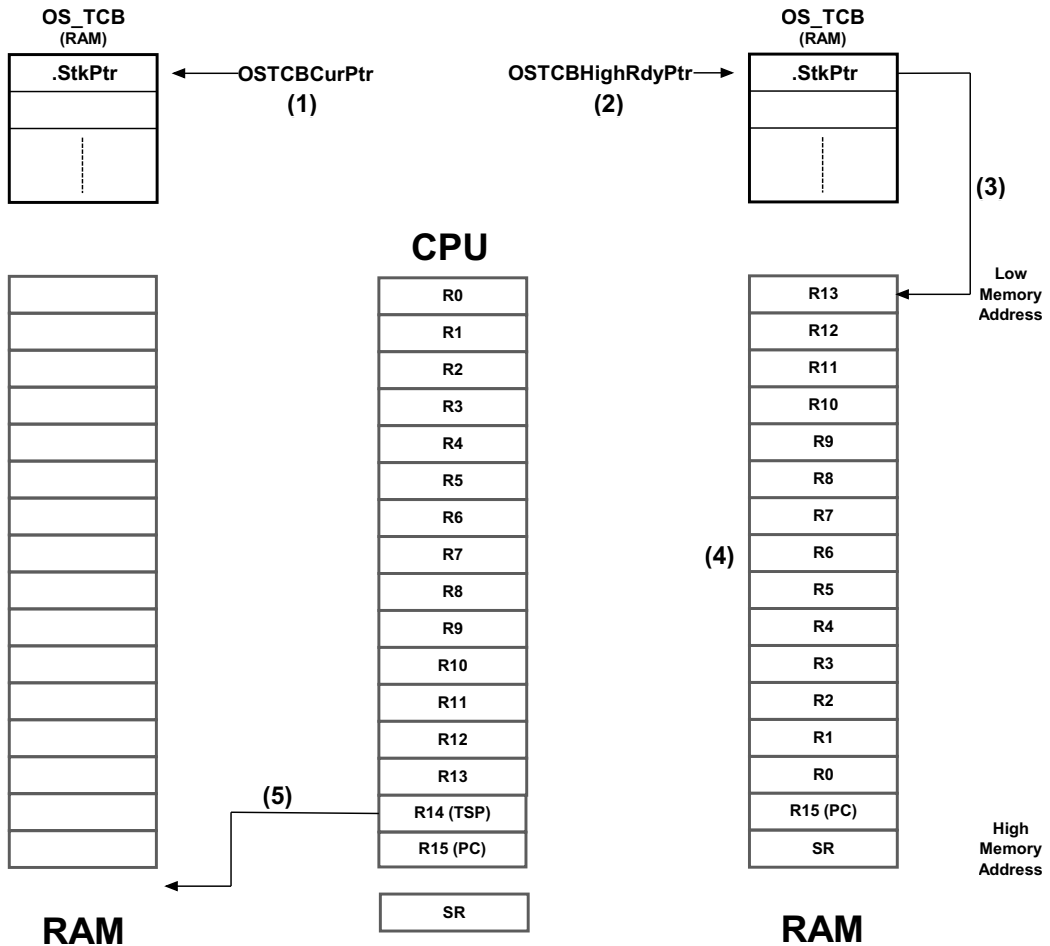 OS_TCB
(RAM)
.StkPtr
OSTCBCurPtr
(1)
OSTCBHighRdyPtr
(2)
OS_TCB
(RAM)
.StkPtr
(3)
CPU
R0
R1
R2
R3
R4
R5
R6
R7
R8
R9
R10
R11
R12
R13
R14 (TSP)
R15 (PC)
SR
(4)
R13
R12
R11
R10
R9
R8
R7
R6
R5
R4
R3
R2
R1
R0
R15 (PC)
SR
Low
Memory
Address
High
Memory
Address
(5)
RAM
RAM